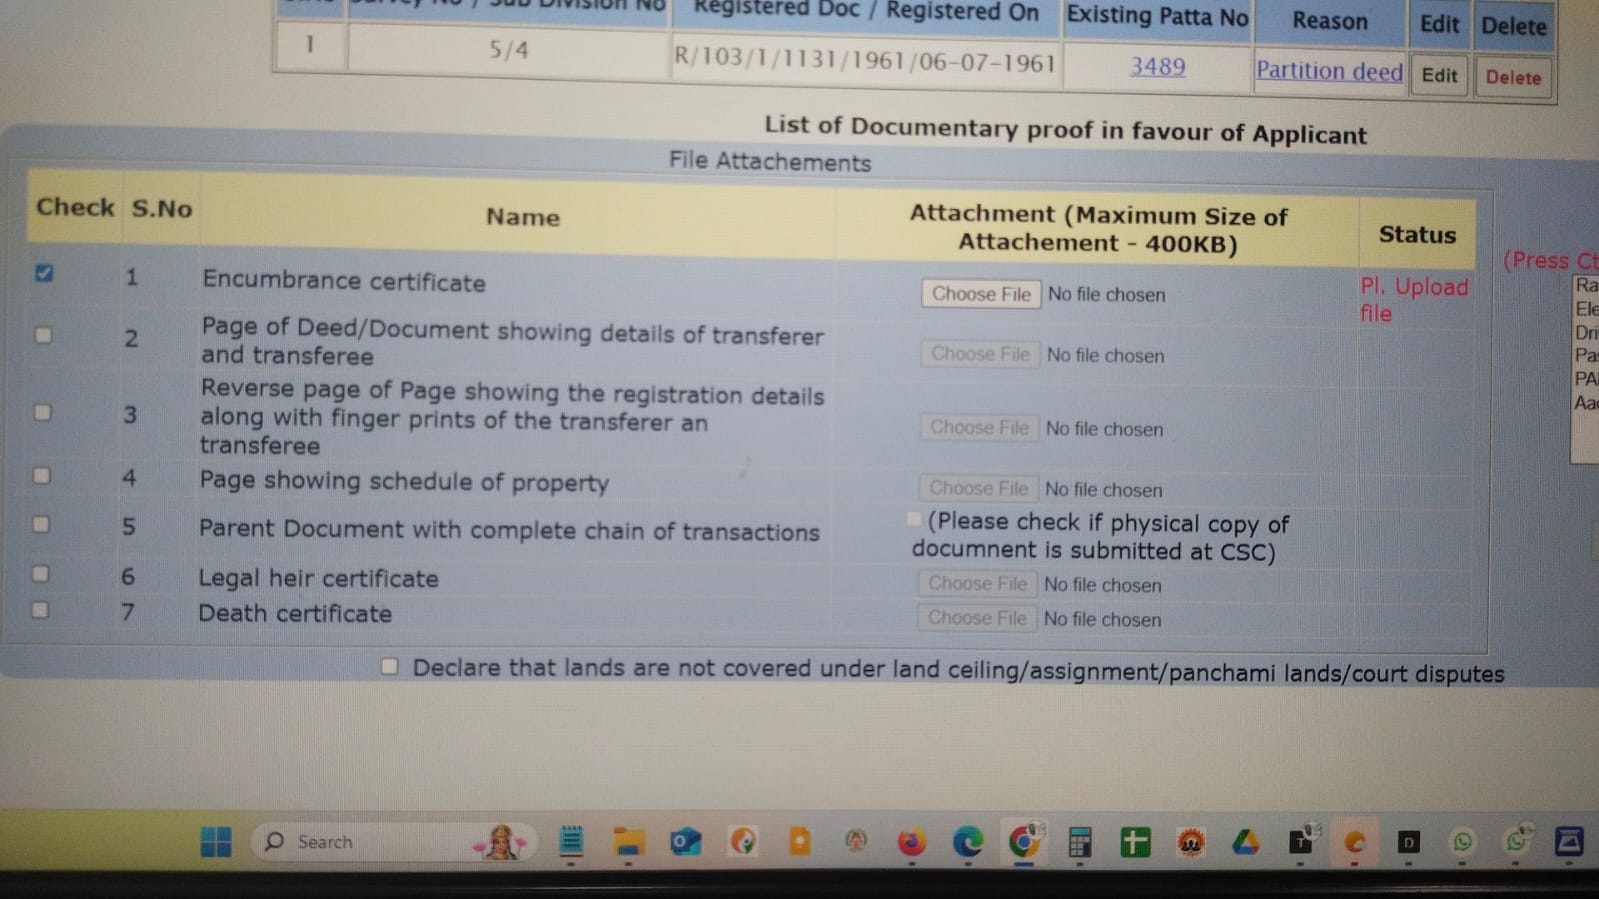 Survey No / Sub Division No Registered Doc / Registered On Existing Patta No Reason Edit Delete
1 5/4 R/103/1/1131/1961/06-07-1961 3489 Partition deed Edit Delete
List of Documentary proof in favour of Applicant
File Attachements
Check S.No Name Attachment (Maximum Size of Attachement - 400KB) Status
(Press Ct
1 Encumbrance certificate Choose File No file chosen Pl. Upload file
2 Page of Deed/Document showing details of transferer and transferee Choose File No file chosen
3 Reverse page of Page showing the registration details along with finger prints of the transferer an transferee Choose File No file chosen
4 Page showing schedule of property Choose File No file chosen
5 Parent Document with complete chain of transactions (Please check if physical copy of documnent is submitted at CSC)
6 Legal heir certificate Choose File No file chosen
7 Death certificate Choose File No file chosen
Ra
Ele
Dri
Pas
PAN
Aad
Declare that lands are not covered under land ceiling/assignment/panchami lands/court disputes
Search
T
D